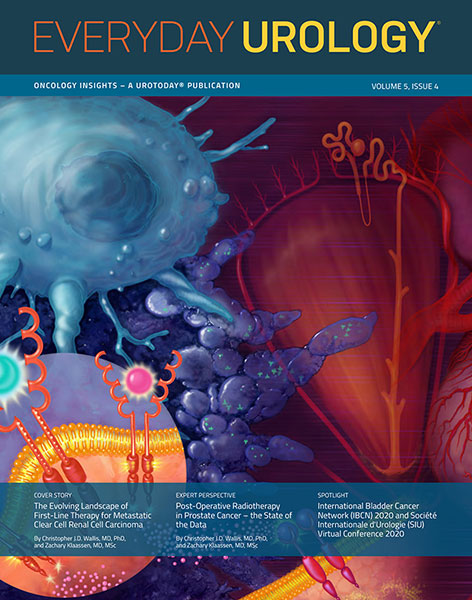 EVERYDAY UROLOGY®
ONCOLOGY INSIGHTS – A UROTODAY® PUBLICATION
VOLUME 5, ISSUE 4
COVER STORY
The Evolving Landscape of
First-Line Therapy for Metastatic
Clear Cell Renal Cell Carcinoma
By Christopher J.D. Wallis, MD, PhD,
and Zachary Klaassen, MD, MSc
EXPERT PERSPECTIVE
Post-Operative Radiotherapy
in Prostate Cancer – the State of
the Data
By Christopher J.D. Wallis, MD, PhD,
and Zachary Klaassen, MD, MSc
SPOTLIGHT
International Bladder Cancer
Network (IBCN) 2020 and Société
Internationale d'Urologie (SIU)
Virtual Conference 2020